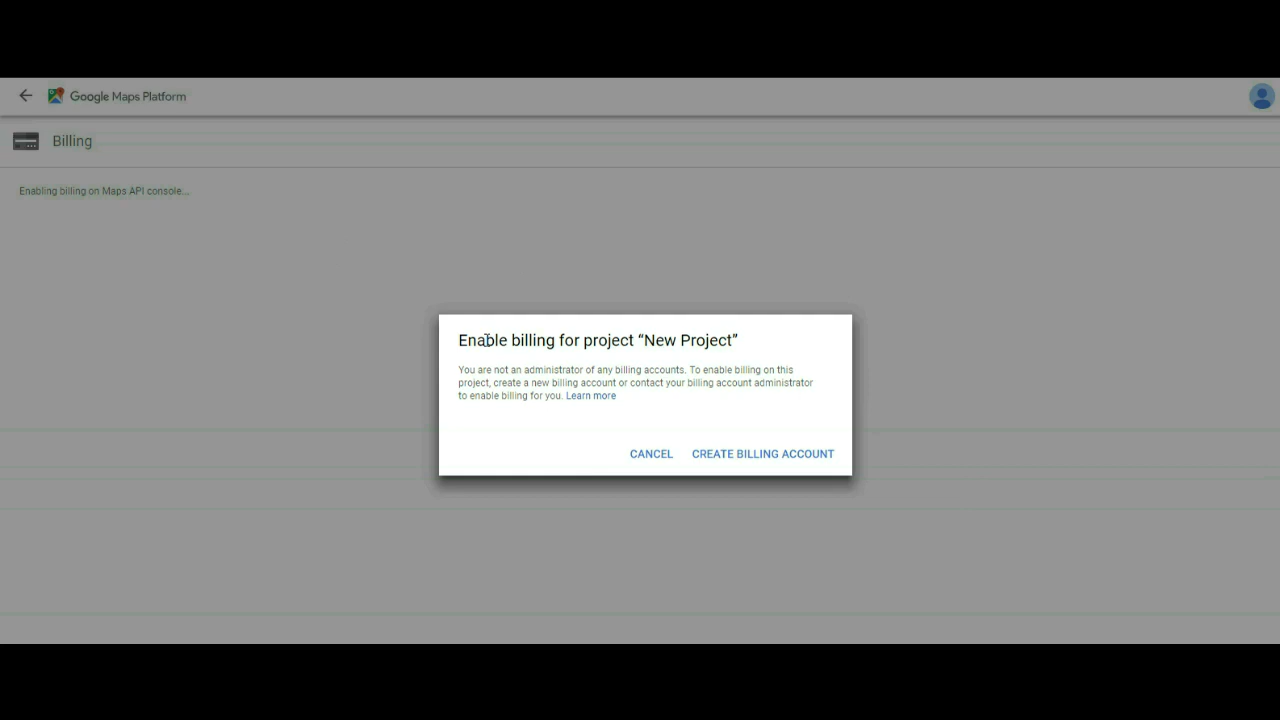 Google Maps Platform
Billing
Enabling billing on Maps API console...
Enable billing for project “New Project”
You are not an administrator of any billing accounts. To enable billing on this
project, create a new billing account or contact your billing account administrator
to enable billing for you. Learn more
CANCEL CREATE BILLING ACCOUNT